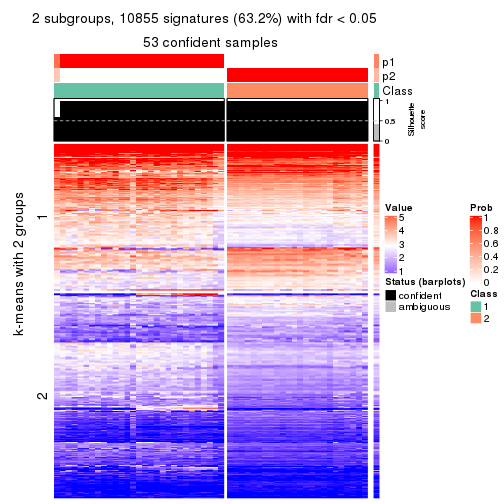 2 subgroups, 10855 signatures (63.2%) with fdr < 0.05
53 confident samples
p1
p2
Class
1
0.5
0
Silhouette
score
k-means with 2 groups
1
2
Value
5
4
3
2
1
Status (barplots)
confident
ambiguous
Prob
1
0.8
0.6
0.4
0.2
0
Class
1
2